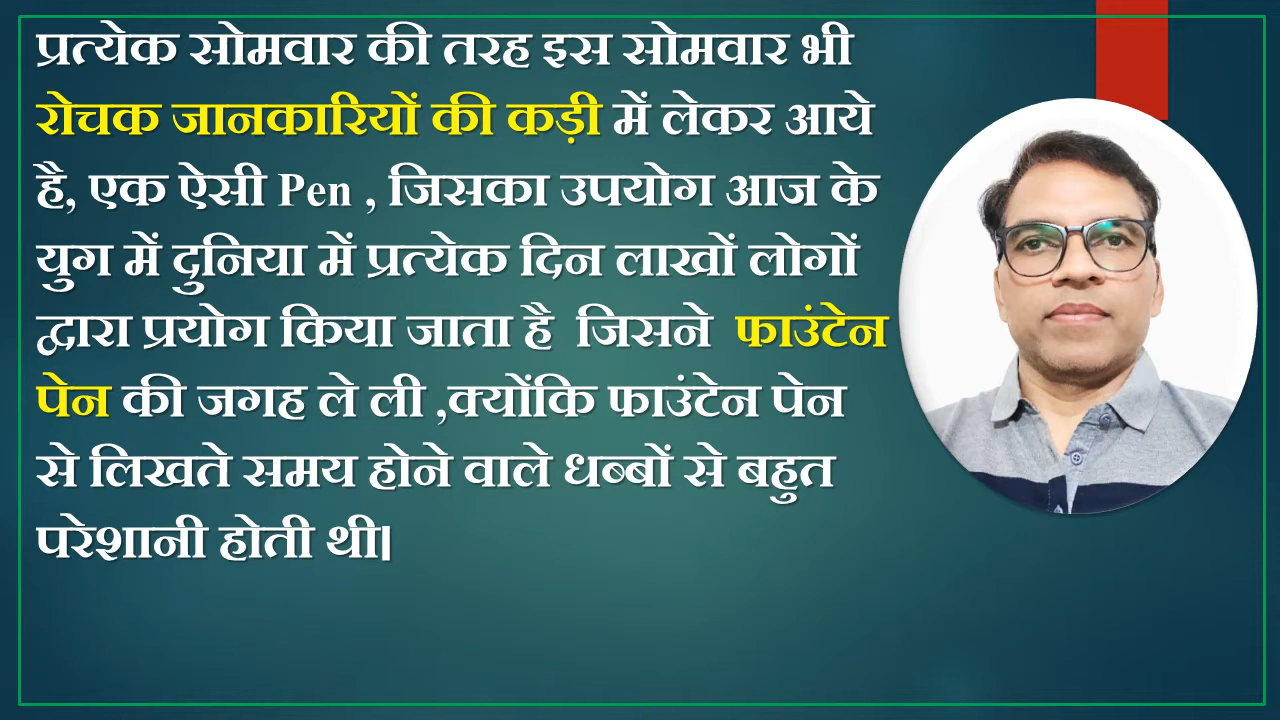 प्रत्येक सोमवार की तरह इस सोमवार भी
रोचक जानकारियों की कड़ी में लेकर आये
है, एक ऐसी Pen , जिसका उपयोग आज के
युग में दुनिया में प्रत्येक दिन लाखों लोगों
द्वारा प्रयोग किया जाता है जिसने फाउंटेन
पेन की जगह ले ली ,क्योंकि फाउंटेन पेन
से लिखते समय होने वाले धब्बों से बहुत
परेशानी होती थी।